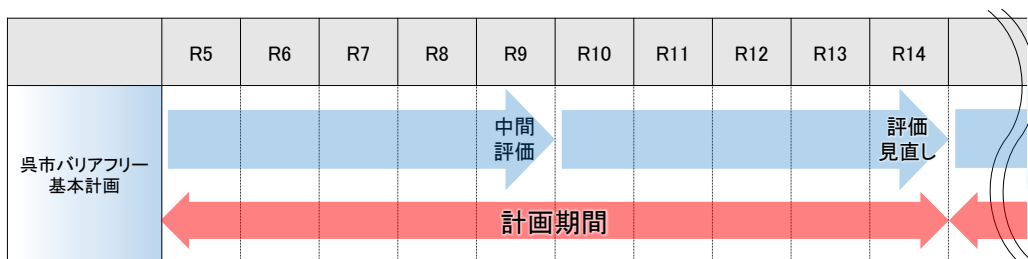 R5 R6 R7 R8 R9 R10 R11 R12 R13 R14
呉市バリアフリー
基本計画
中間
評価
評価
見直し
計画期間